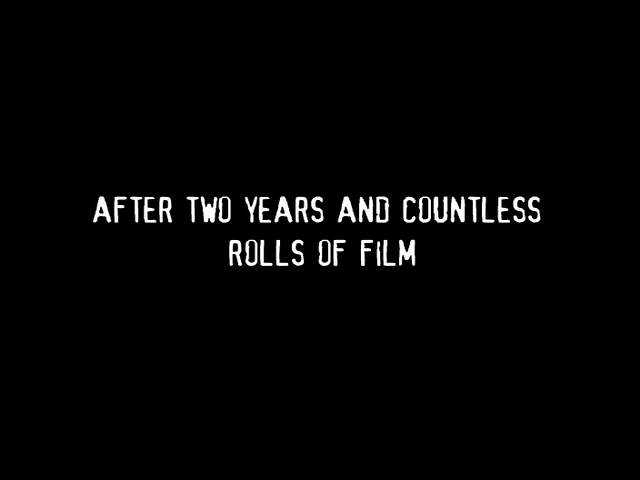 AFTER TWO YEARS AND COUNTLESS
ROLLS OF FILM